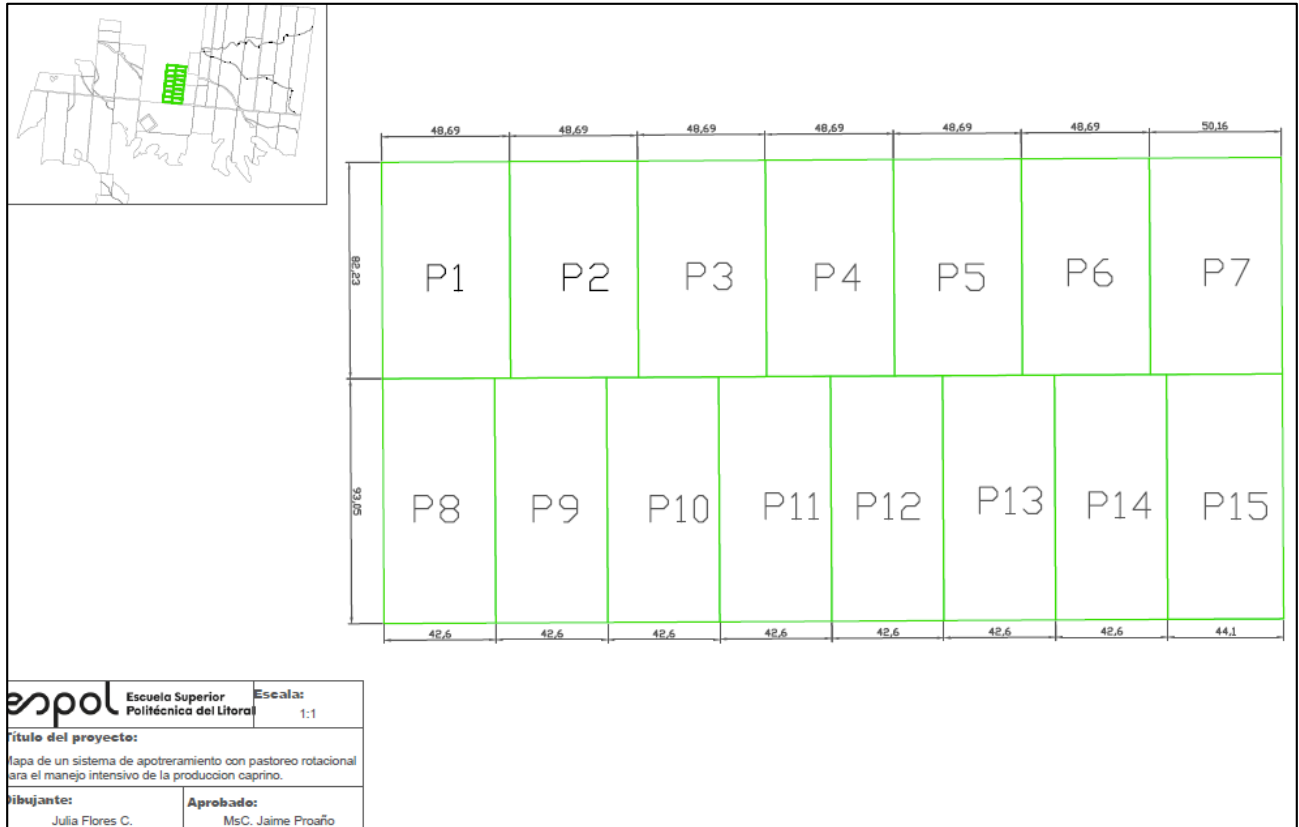 48,69 48,69 48,69 48,69 48,69 48,69 50,16
82,23
P1 P2 P3 P4 P5 P6 P7
93,05
P8 P9 P10 P11 P12 P13 P14 P15
42,6 42,6 42,6 42,6 42,6 42,6 42,6 44,1
espol Escuela Superior
Politécnica del Litoral
Escala:
1:1
Título del proyecto:
Mapa de un sistema de apotreramiento con pastoreo rotacional
para el manejo intensivo de la produccion caprino.
Dibujante:
Julia Flores C.
Aprobado:
MsC. Jaime Proaño